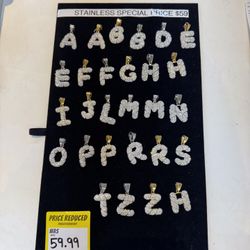 STAINLESS SPECIAL PRICE $59
A A B B D E
E F F G H H
I J L M M N
O P P R R S
T Z Z H
PRICE REDUCED
59.99